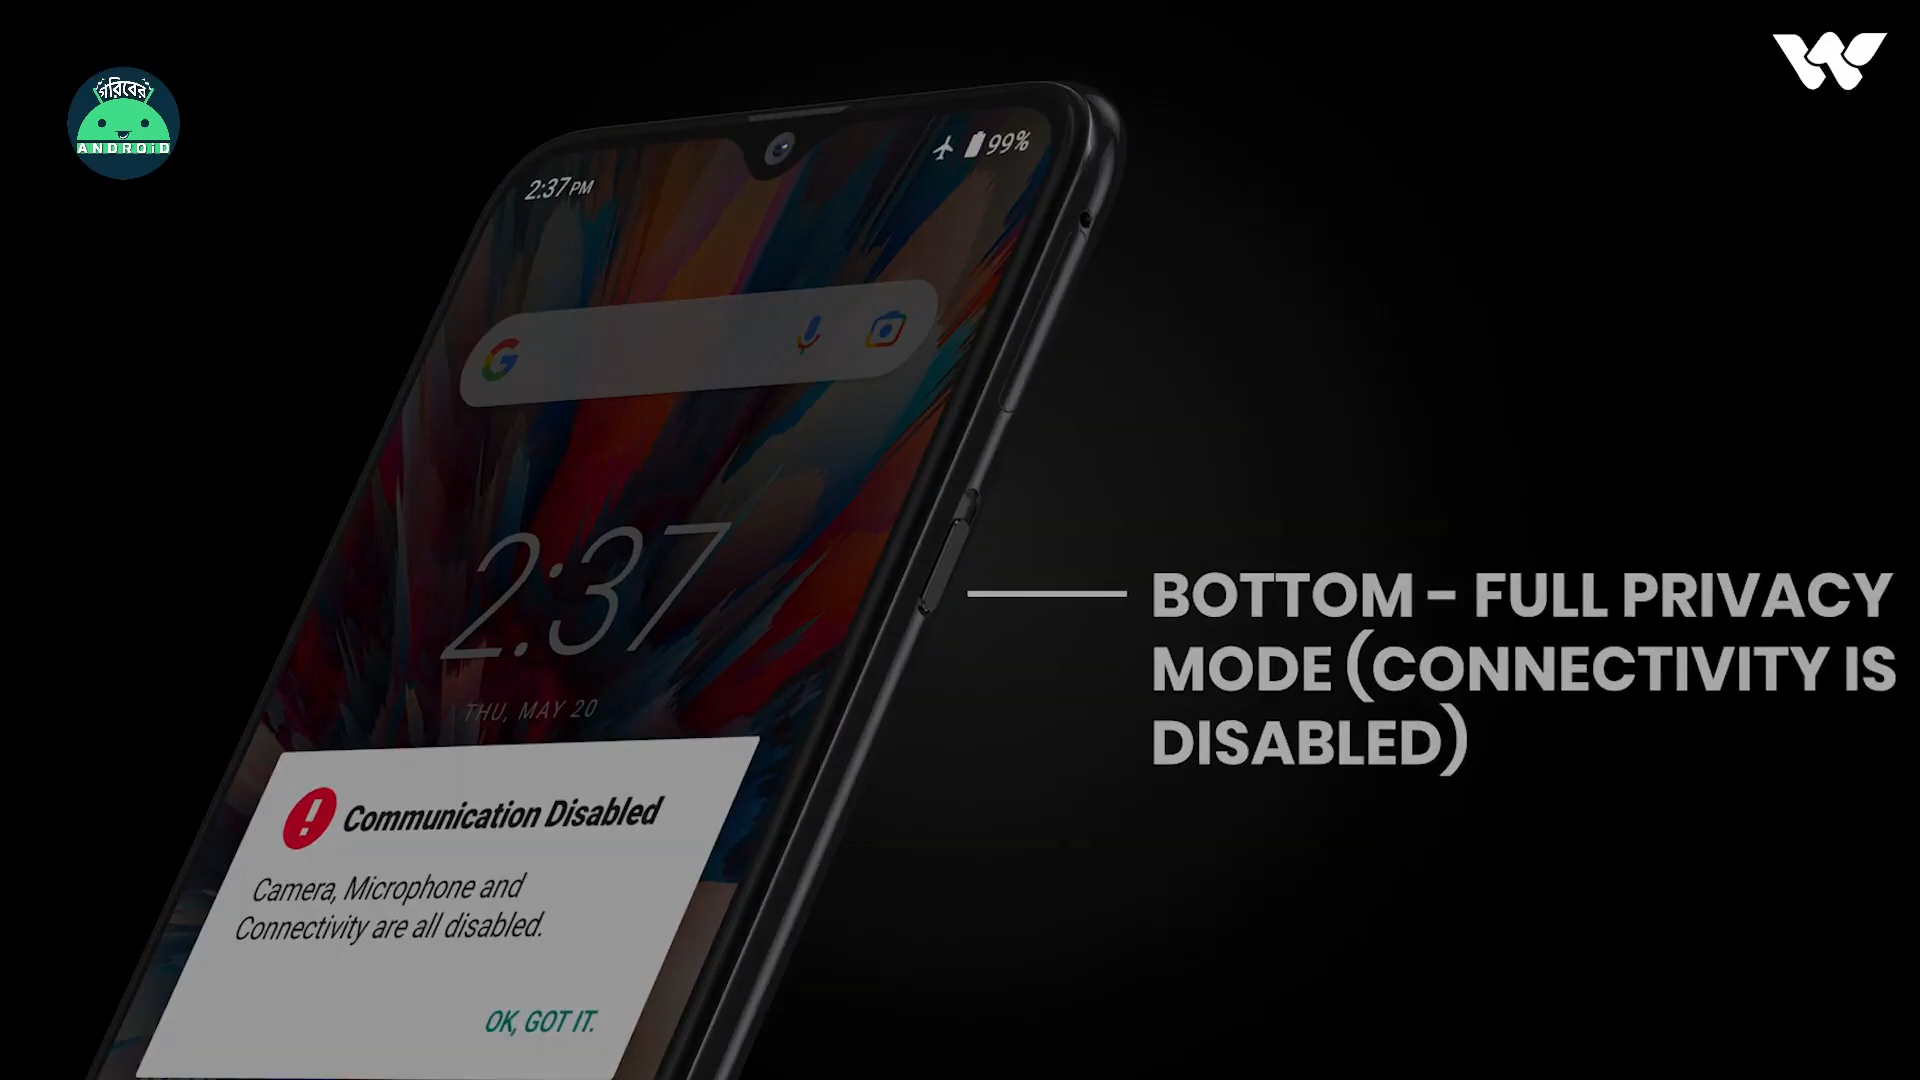 গরিবের
ANDROiD
2:37 PM
99%
2:37
THU, MAY 20
BOTTOM - FULL PRIVACY
MODE (CONNECTIVITY IS
DISABLED)
Communication Disabled
Camera, Microphone and
Connectivity are all disabled.
OK, GOT IT.